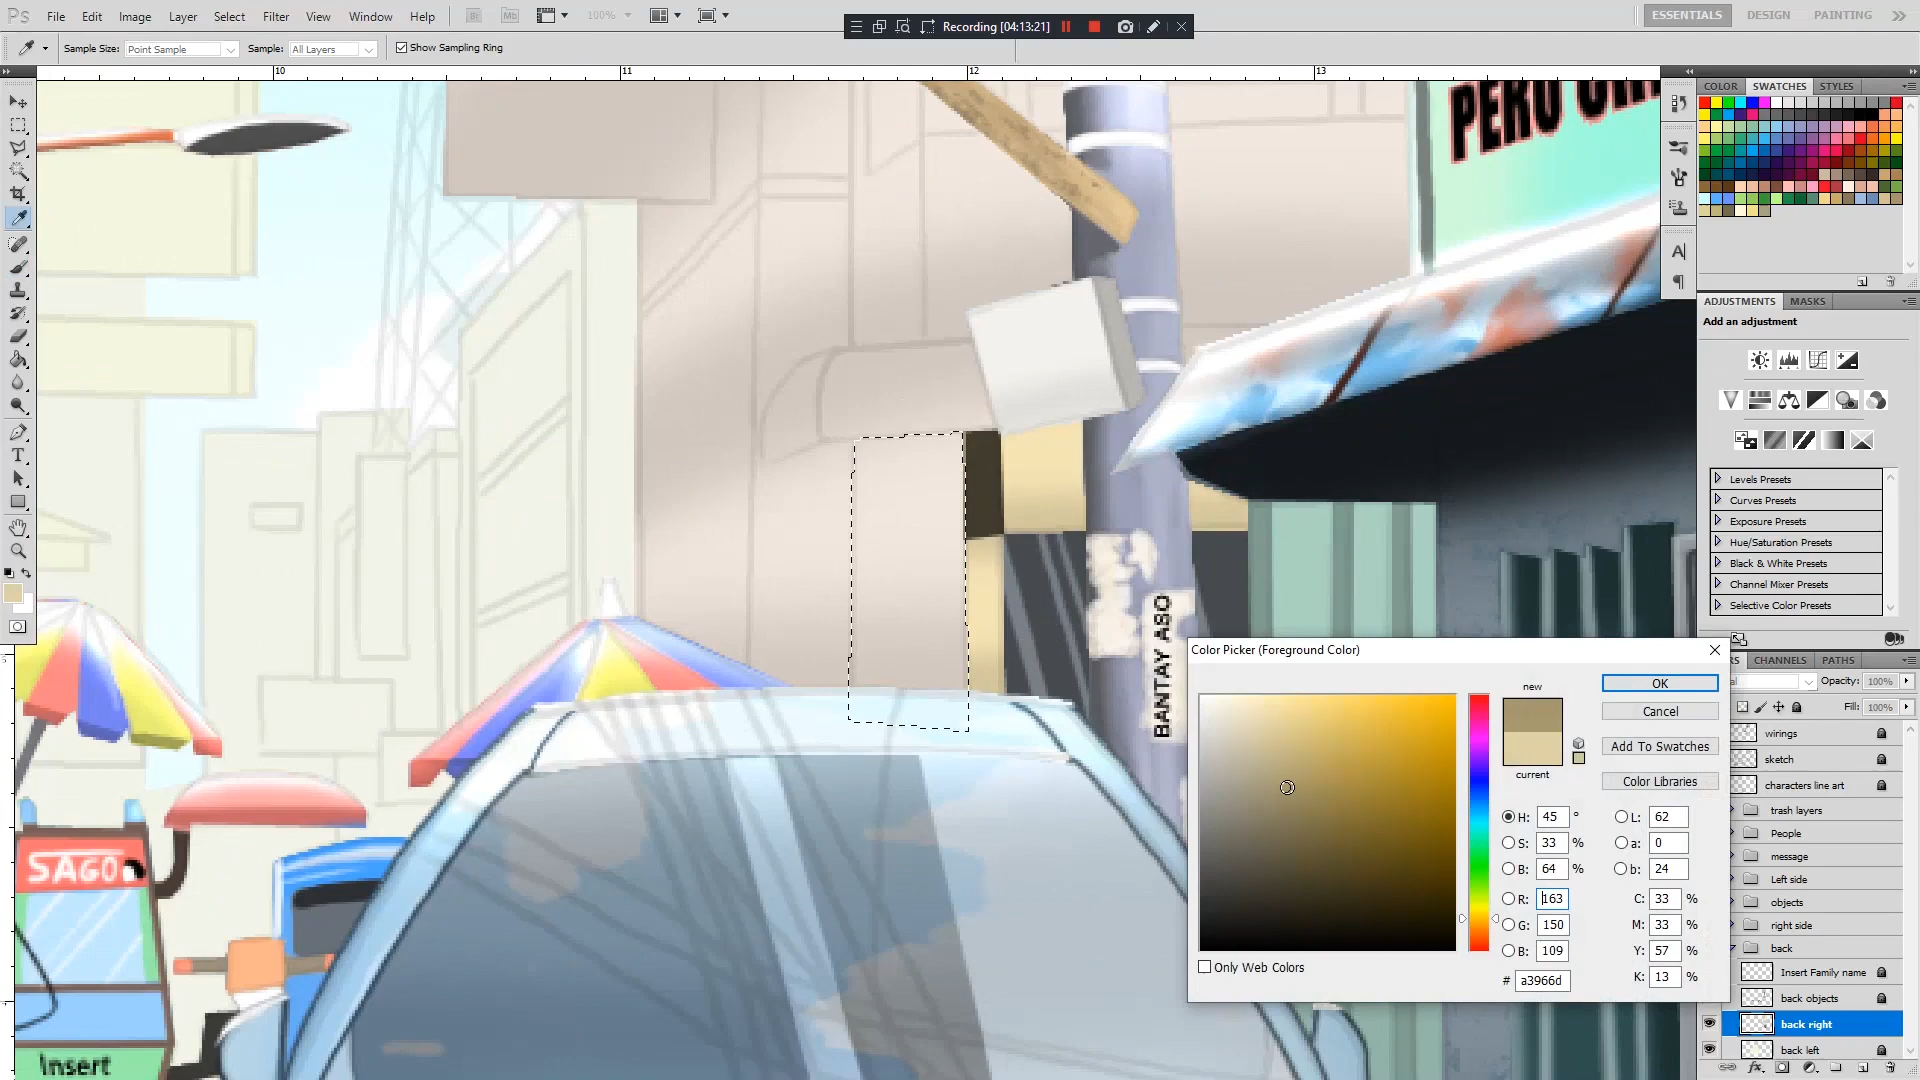 Ps File Edit Image Layer Select Filter View Window Help Br Mb 100% Recording [04:13:21] ESSENTIALS DESIGN PAINTING
Sample Size: Point Sample Sample: All Layers Show Sampling Ring
10 11 12 13
COLOR SWATCHES STYLES
PERU
ADJUSTMENTS MASKS
Add an adjustment
Levels Presets
Curves Presets
Exposure Presets
Hue/Saturation Presets
Black & White Presets
Channel Mixer Presets
Selective Color Presets
BANTAY ASO
SAGO
Insert
Color Picker (Foreground Color)
new
current
OK
Cancel
Add To Swatches
Color Libraries
H: 45 °
S: 33 %
B: 64 %
R: 163
G: 150
B: 109
# a3966d
L: 62
a: 0
b: 24
C: 33 %
M: 33 %
Y: 57 %
K: 13 %
Only Web Colors
CHANNELS PATHS
Opacity: 100%
Fill: 100%
wirings
sketch
characters line art
trash layers
People
message
Left side
objects
right side
back
Insert Family name
back objects
back right
back left